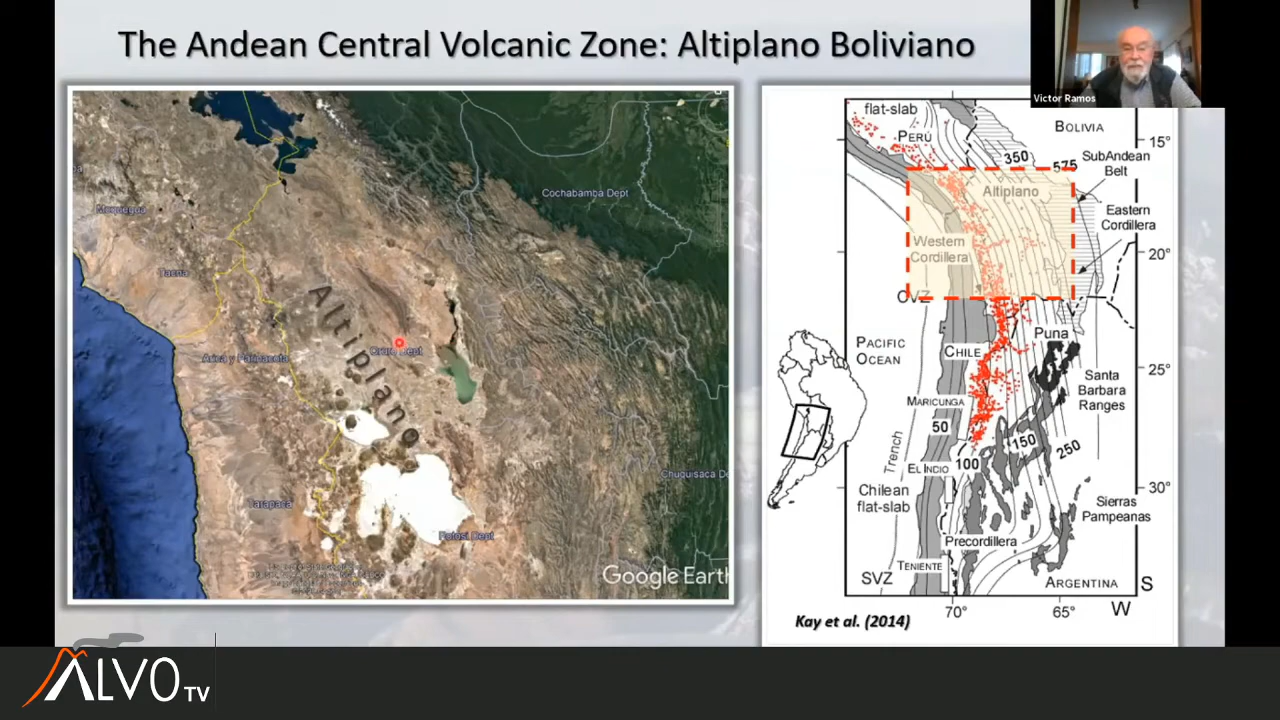 The Andean Central Volcanic Zone: Altiplano Boliviano
Victor Ramos
Cochabamba Dept
Moquegua
Tacna
Altiplano
Oruro Dept
Arica y Parinacota
Chuquisaca De
Tarapacá
Potosí Dept
Google Earth
flat-slab
PERÚ
BOLIVIA
15°
350
575
SubAndean
Belt
Altiplano
Eastern
Cordillera
Western
Cordillera
20°
CVZ
PACIFIC
OCEAN
CHILE
Puna
25°
Santa
Barbara
Ranges
MARICUNGA
50
Trench
150
250
EL INDIO
100
Chilean
flat-slab
30°
Sierras
Pampeanas
Precordillera
TENIENTE
SVZ
ARGENTINA
S
70°
65°
W
Kay et al. (2014)
ALVO TV